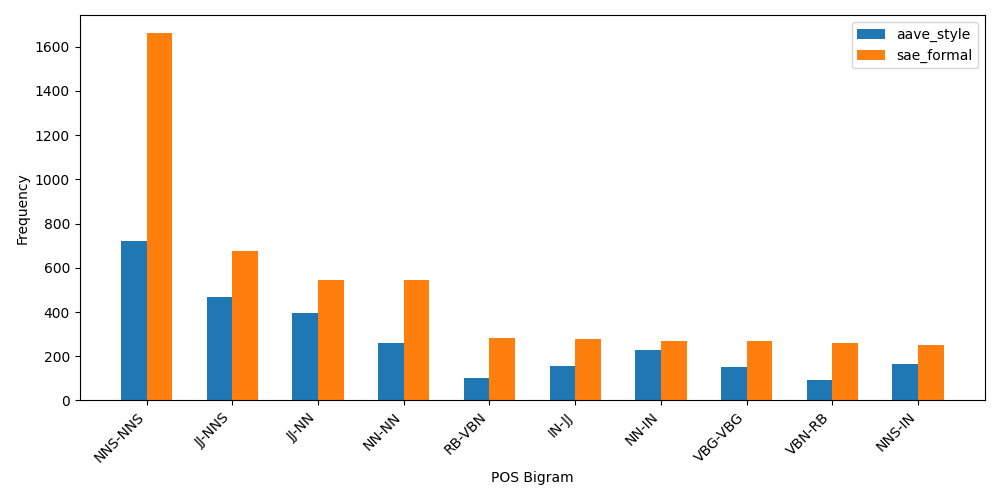 aave_style
sae_formal
1600
1400
1200
1000
800
600
400
200
0
Frequency
NNS-NNS
JJ-NNS
JJ-NN
NN-NN
RB-VBN
IN-JJ
NN-IN
VBG-VBG
VBN-RB
NNS-IN
POS Bigram